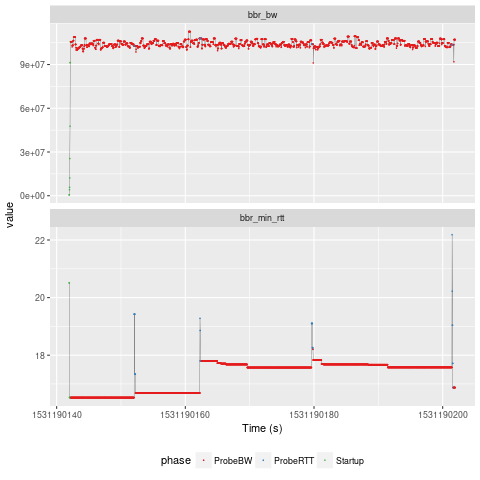 bbr_bw
9e+07
6e+07
3e+07
0e+00
value
bbr_min_rtt
22
20
18
1531190140 1531190160 1531190180 1531190200
Time (s)
phase ProbeBW ProbeRTT Startup